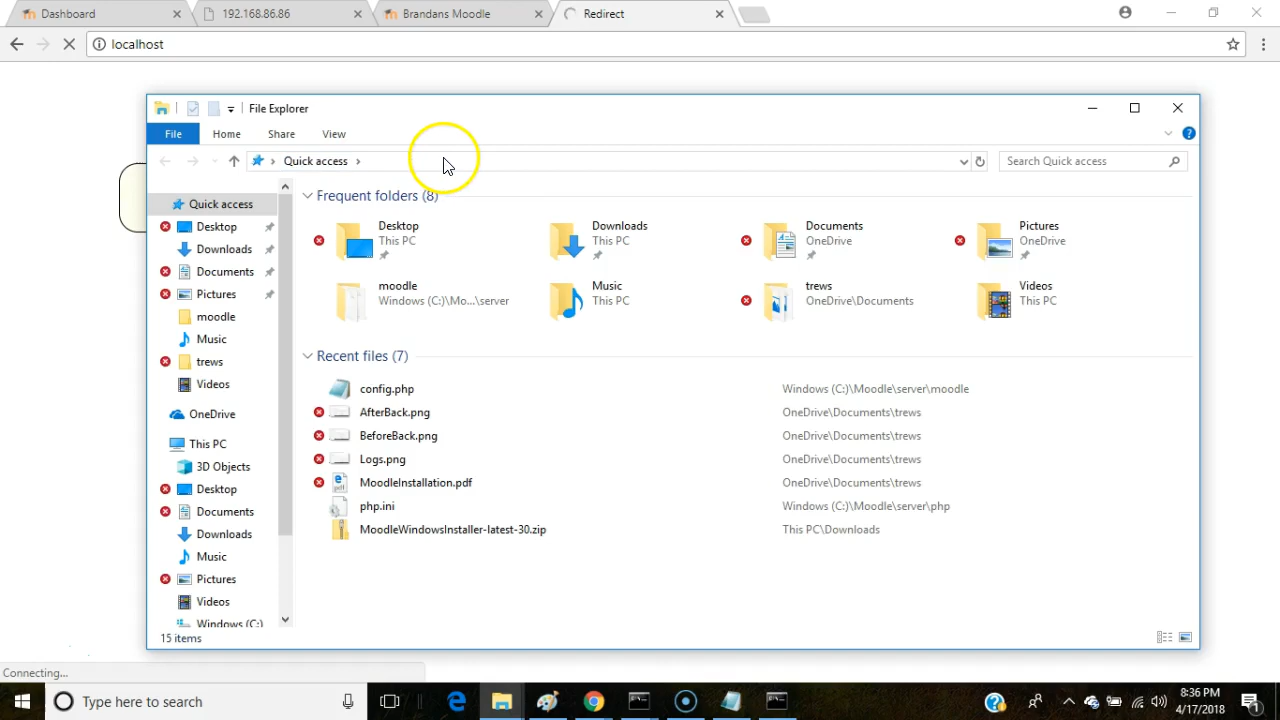 Dashboard
192.168.86.86
Brandans Moodle
Redirect
localhost
File Explorer
File
Home
Share
View
Quick access
Search Quick access
Quick access
Desktop
Downloads
Documents
Pictures
moodle
Music
trews
Videos
OneDrive
This PC
3D Objects
Desktop
Documents
Downloads
Music
Pictures
Videos
Windows (C:)
Frequent folders (8)
Desktop
This PC
Downloads
This PC
Documents
OneDrive
Pictures
OneDrive
moodle
Windows (C:)\Mo...\server
Music
This PC
trews
OneDrive\Documents
Videos
This PC
Recent files (7)
config.php
Windows (C:)\Moodle\server\moodle
AfterBack.png
OneDrive\Documents\trews
BeforeBack.png
OneDrive\Documents\trews
Logs.png
OneDrive\Documents\trews
MoodleInstallation.pdf
OneDrive\Documents\trews
php.ini
Windows (C:)\Moodle\server\php
MoodleWindowsInstaller-latest-30.zip
This PC\Downloads
15 items
Connecting...
Type here to search
8:36 PM
4/17/2018